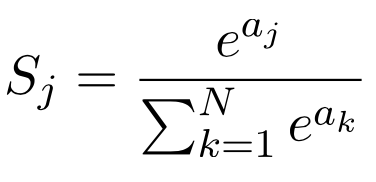 $S_j = \frac{e^{a_j}}{\sum_{k=1}^{N} e^{a_k}}$